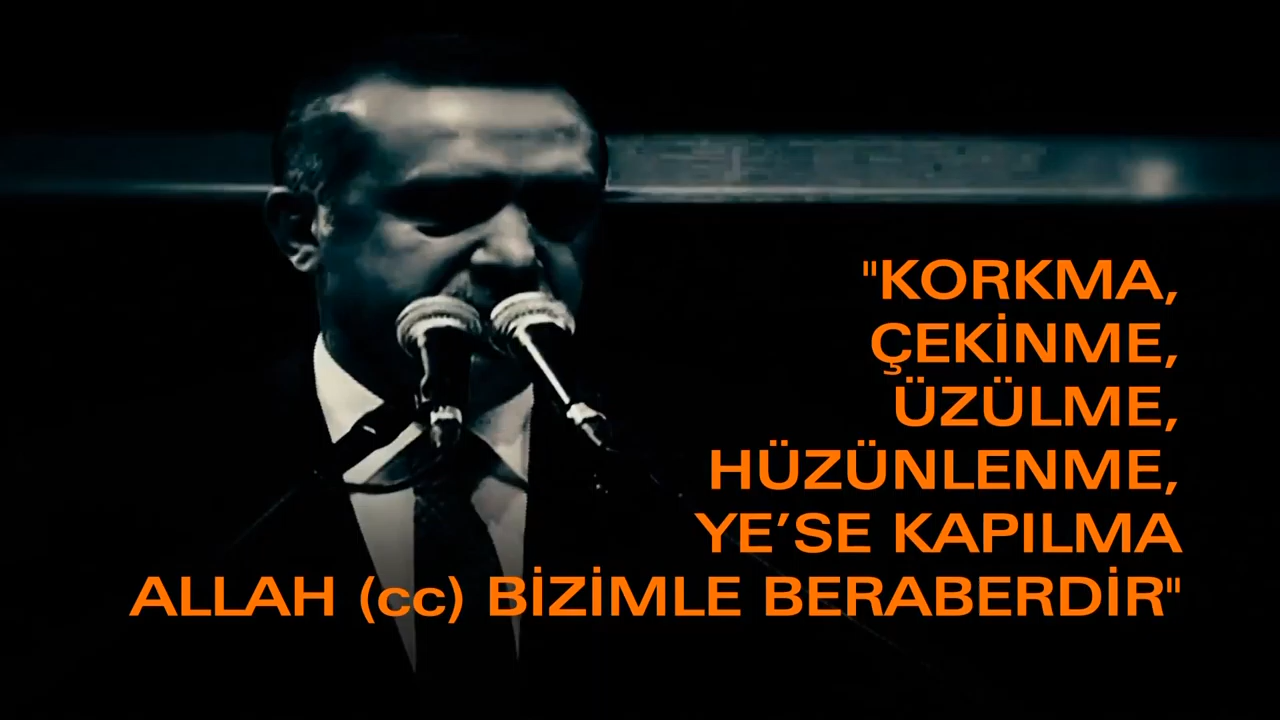 "KORKMA,
ÇEKİNME,
ÜZÜLME,
HÜZÜNLENME,
YE’SE KAPILMA
ALLAH (cc) BİZİMLE BERABERDİR"